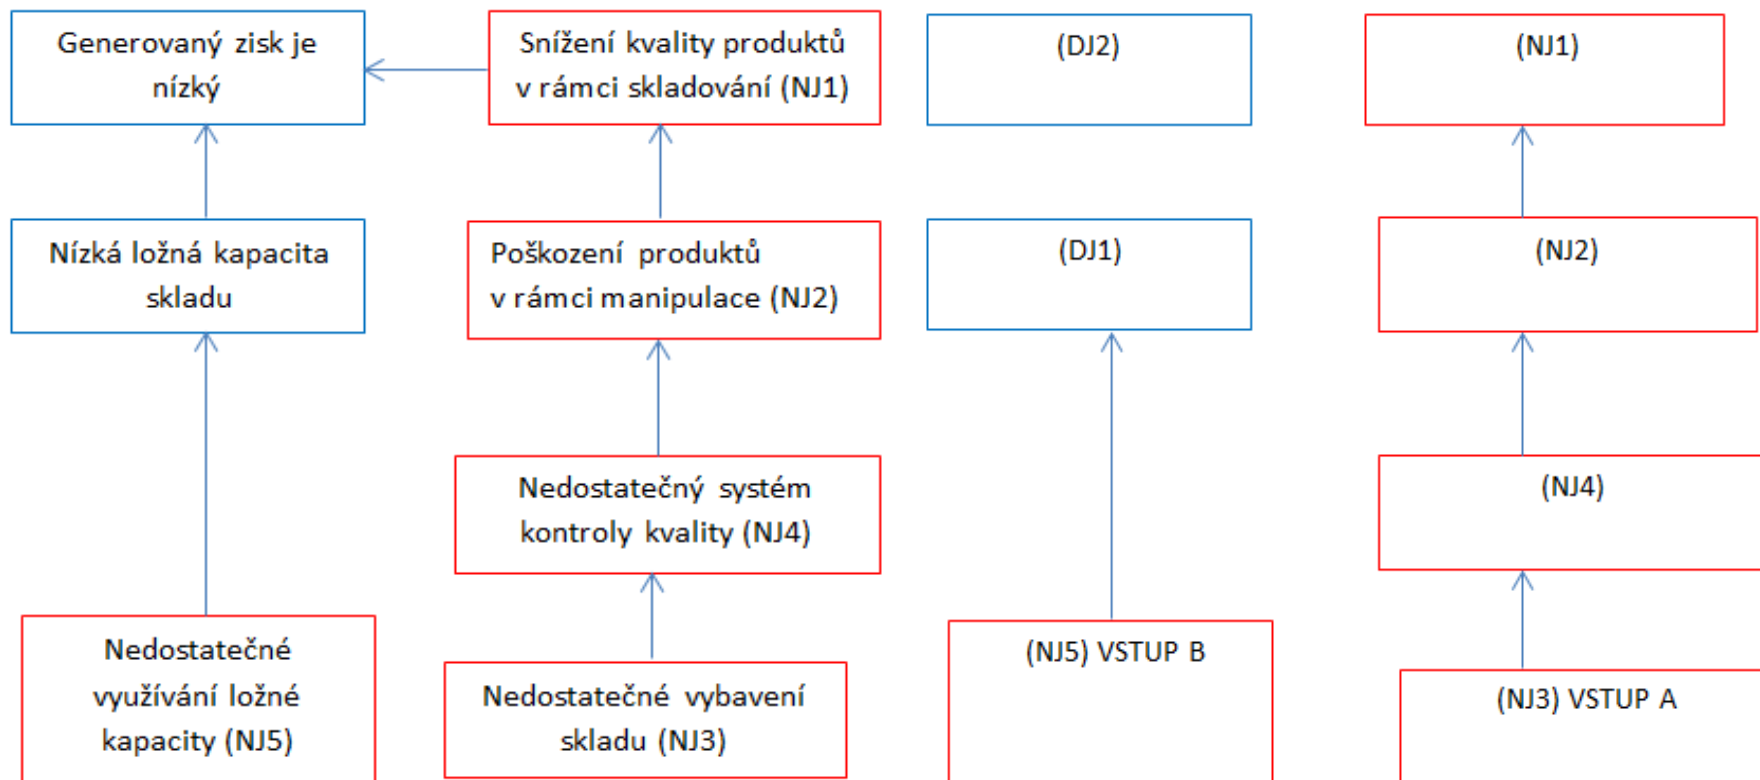 Generovaný zisk je
nízký
Snížení kvality produktů
v rámci skladování (NJ1)
(DJ2)
(NJ1)
Nízká ložná kapacita
skladu
Poškození produktů
v rámci manipulace (NJ2)
(DJ1)
(NJ2)
Nedostatečný systém
kontroly kvality (NJ4)
(NJ4)
Nedostatečné
využívání ložné
kapacity (NJ5)
Nedostatečné vybavení
skladu (NJ3)
(NJ5) VSTUP B
(NJ3) VSTUP A